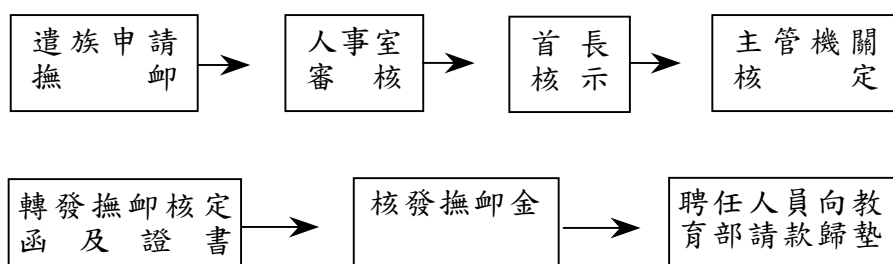 遺族申請
撫卹
人事室
審核
首長
核示
主管機關
核定
轉發撫卹核定
函及證書
核發撫卹金
聘任人員向教
育部請款歸墊